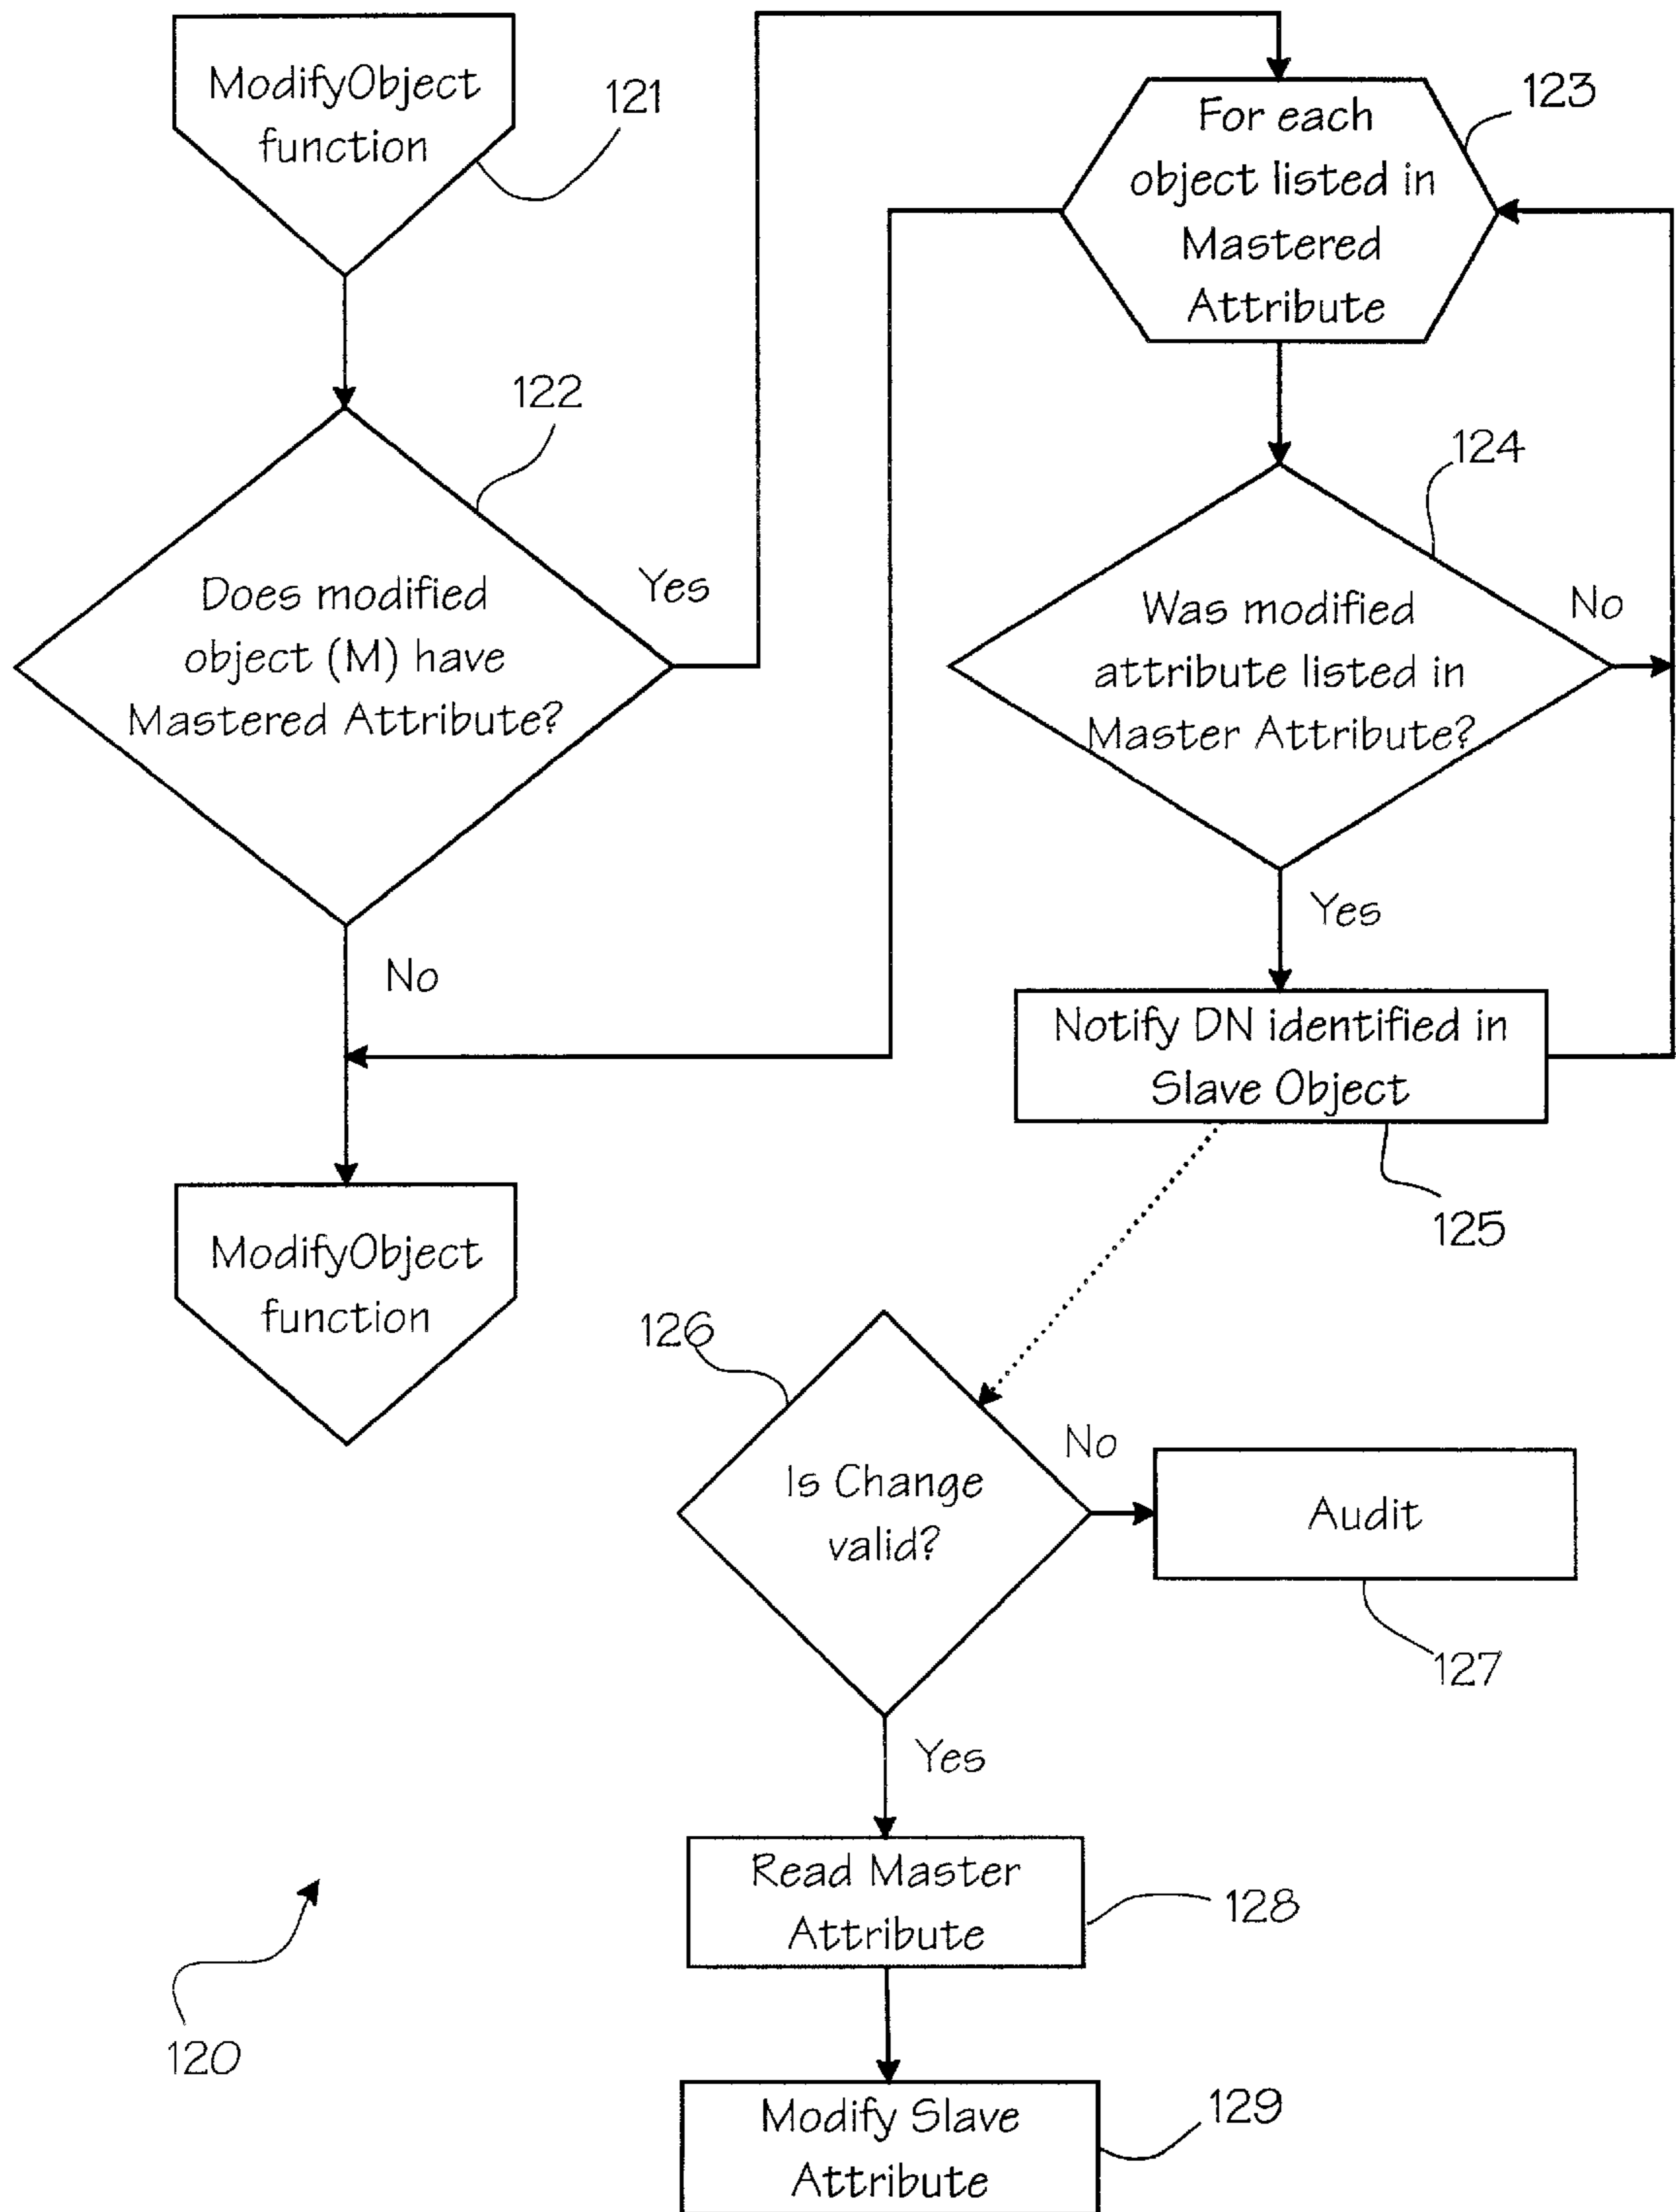 ModifyObject
function
121
122
Does modified
object (M) have
Mastered Attribute?
Yes
No
ModifyObject
function
For each
object listed in
Mastered
Attribute
123
124
Was modified
attribute listed in
Master Attribute?
No
Yes
Notify DN identified in
Slave Object
125
126
Is Change
valid?
No
Audit
127
Yes
Read Master
Attribute
128
Modify Slave
Attribute
129
120